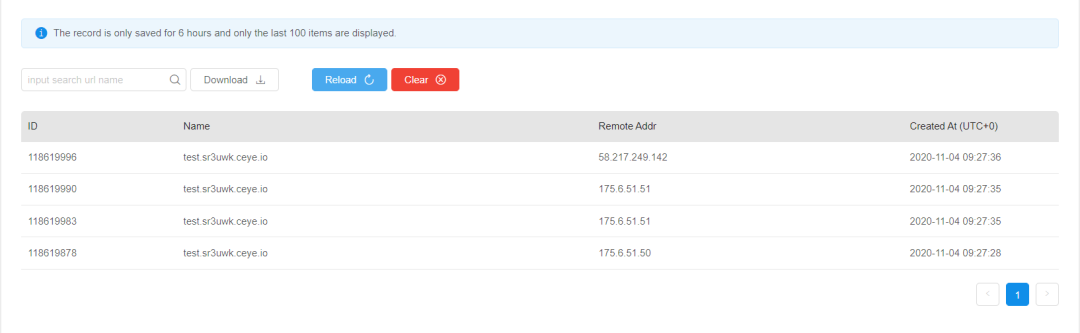 The record is only saved for 6 hours and only the last 100 items are displayed.
input search url name Download Reload Clear
ID Name Remote Addr Created At (UTC+0)
118619996 test.sr3uwk.ceye.io 58.217.249.142 2020-11-04 09:27:36
118619990 test.sr3uwk.ceye.io 175.6.51.51 2020-11-04 09:27:35
118619983 test.sr3uwk.ceye.io 175.6.51.51 2020-11-04 09:27:35
118619878 test.sr3uwk.ceye.io 175.6.51.50 2020-11-04 09:27:28
1